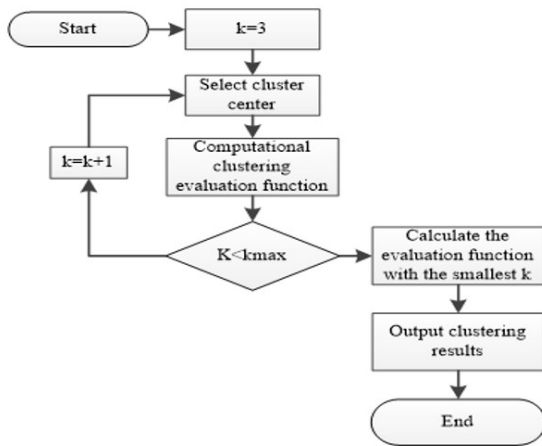 Start
k=3
Select cluster
center
k=k+1
Computational
clustering
evaluation function
K<kmax
Calculate the
evaluation function
with the smallest k
Output clustering
results
End